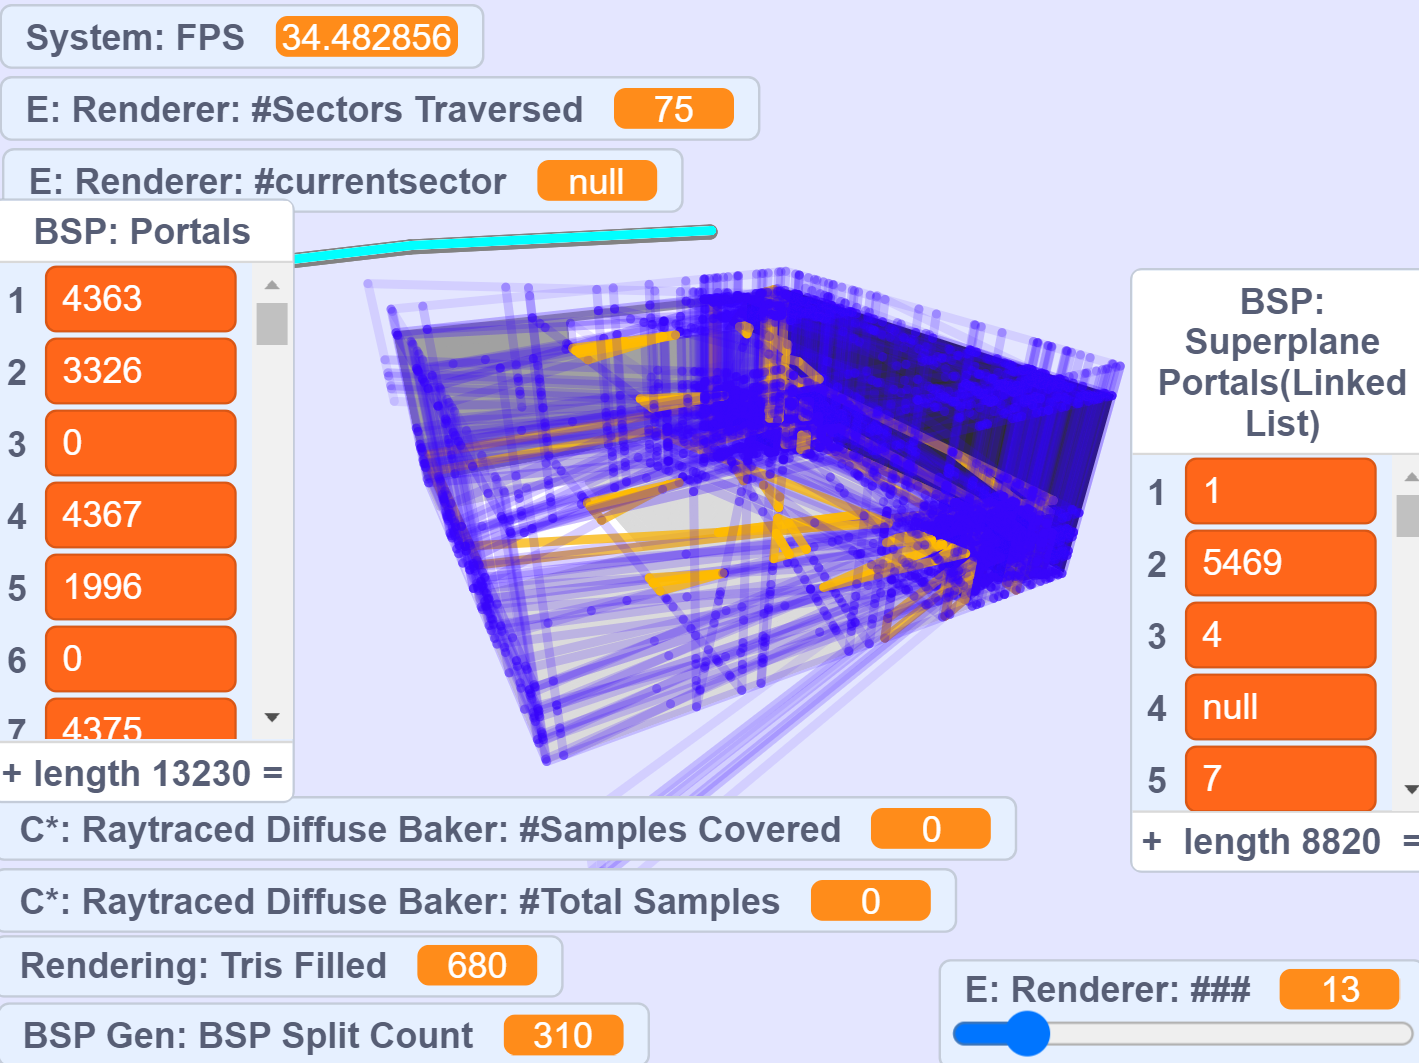 System: FPS 34.482856
E: Renderer: #Sectors Traversed 75
E: Renderer: #currentsector null
BSP: Portals
1 4363
2 3326
3 0
4 4367
5 1996
6 0
7 4375
+ length 13230 =
BSP:
Superplane
Portals(Linked
List)
1 1
2 5469
3 4
4 null
5 7
+ length 8820 =
C*: Raytraced Diffuse Baker: #Samples Covered 0
C*: Raytraced Diffuse Baker: #Total Samples 0
Rendering: Tris Filled 680
BSP Gen: BSP Split Count 310
E: Renderer: ### 13